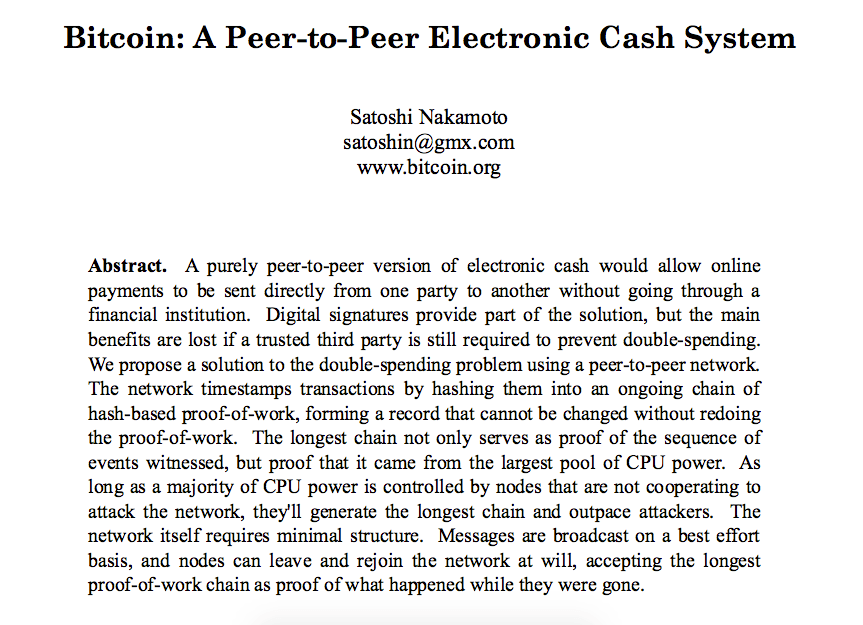 Bitcoin: A Peer-to-Peer Electronic Cash System
Satoshi Nakamoto
satoshin@gmx.com
www.bitcoin.org
Abstract. A purely peer-to-peer version of electronic cash would allow online
payments to be sent directly from one party to another without going through a
financial institution. Digital signatures provide part of the solution, but the main
benefits are lost if a trusted third party is still required to prevent double-spending.
We propose a solution to the double-spending problem using a peer-to-peer network.
The network timestamps transactions by hashing them into an ongoing chain of
hash-based proof-of-work, forming a record that cannot be changed without redoing
the proof-of-work. The longest chain not only serves as proof of the sequence of
events witnessed, but proof that it came from the largest pool of CPU power. As
long as a majority of CPU power is controlled by nodes that are not cooperating to
attack the network, they'll generate the longest chain and outpace attackers. The
network itself requires minimal structure. Messages are broadcast on a best effort
basis, and nodes can leave and rejoin the network at will, accepting the longest
proof-of-work chain as proof of what happened while they were gone.